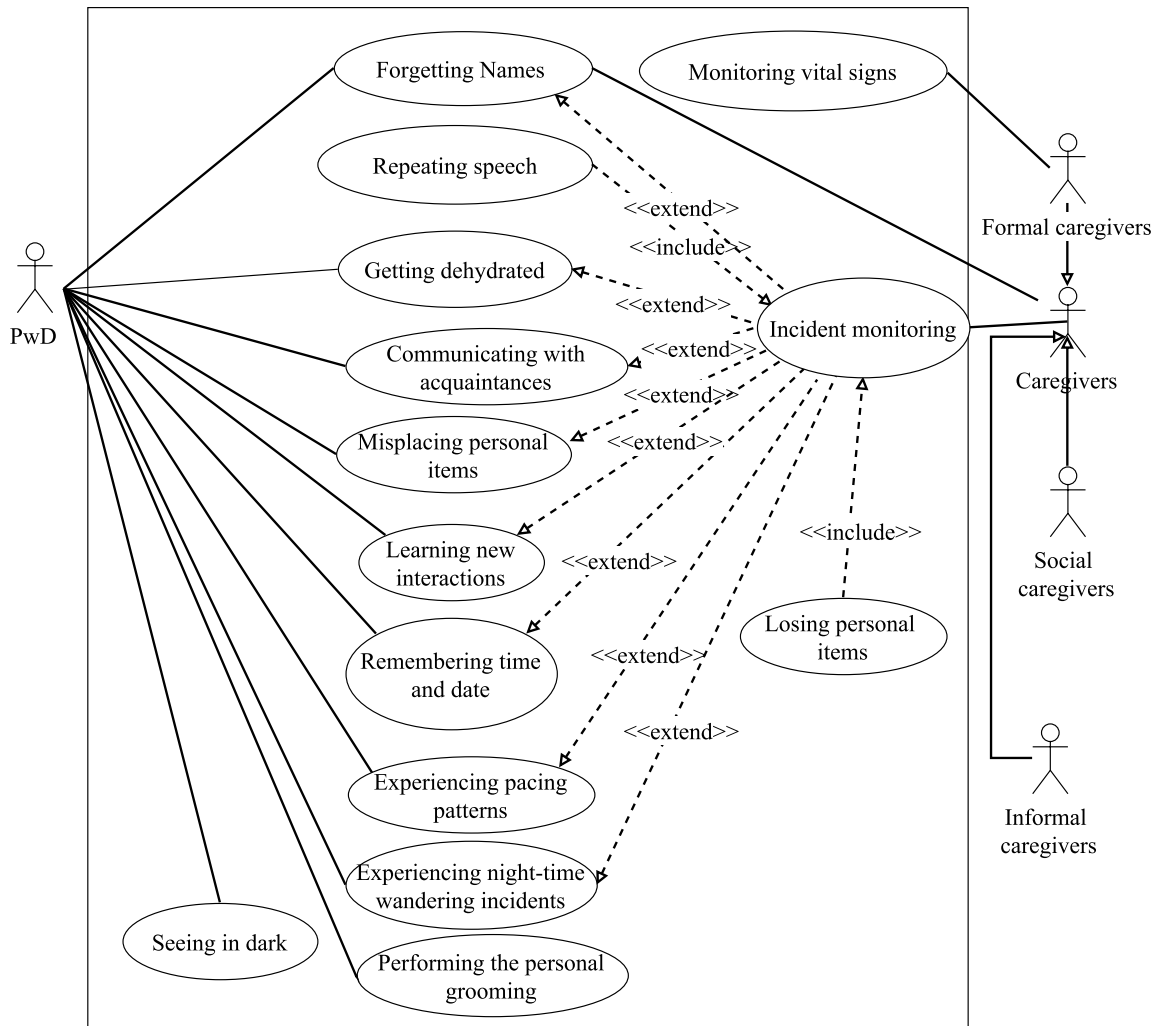 Forgetting Names
Monitoring vital signs
Repeating speech
<<extend>>
Formal caregivers
<<include>>
Getting dehydrated
<<extend>>
PwD
Incident monitoring
Communicating with
acquaintances
<<extend>>
Caregivers
<<extend>>
Misplacing personal
items
<<extend>>
Learning new
interactions
<<extend>>
<<include>>
Social
caregivers
Losing personal
items
Remembering time
and date
<<extend>>
<<extend>>
Experiencing pacing
patterns
Informal
caregivers
Experiencing night-time
wandering incidents
Seeing in dark
Performing the personal
grooming